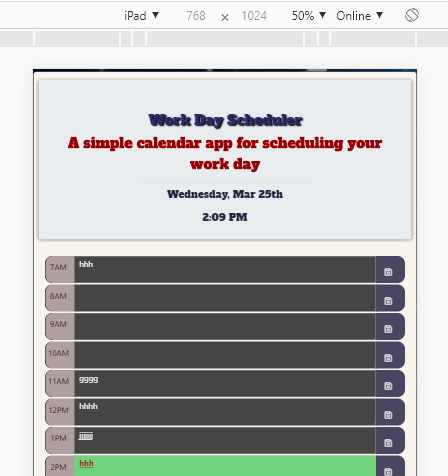 iPad ▼ 768 × 1024 50% ▼ Online ▼
Work Day Scheduler
A simple calendar app for scheduling your
work day
Wednesday, Mar 25th
2:09 PM
7AM hhh
8AM
9AM
10AM
11AM gggg
12PM hhhh
1PM
2PM hhh